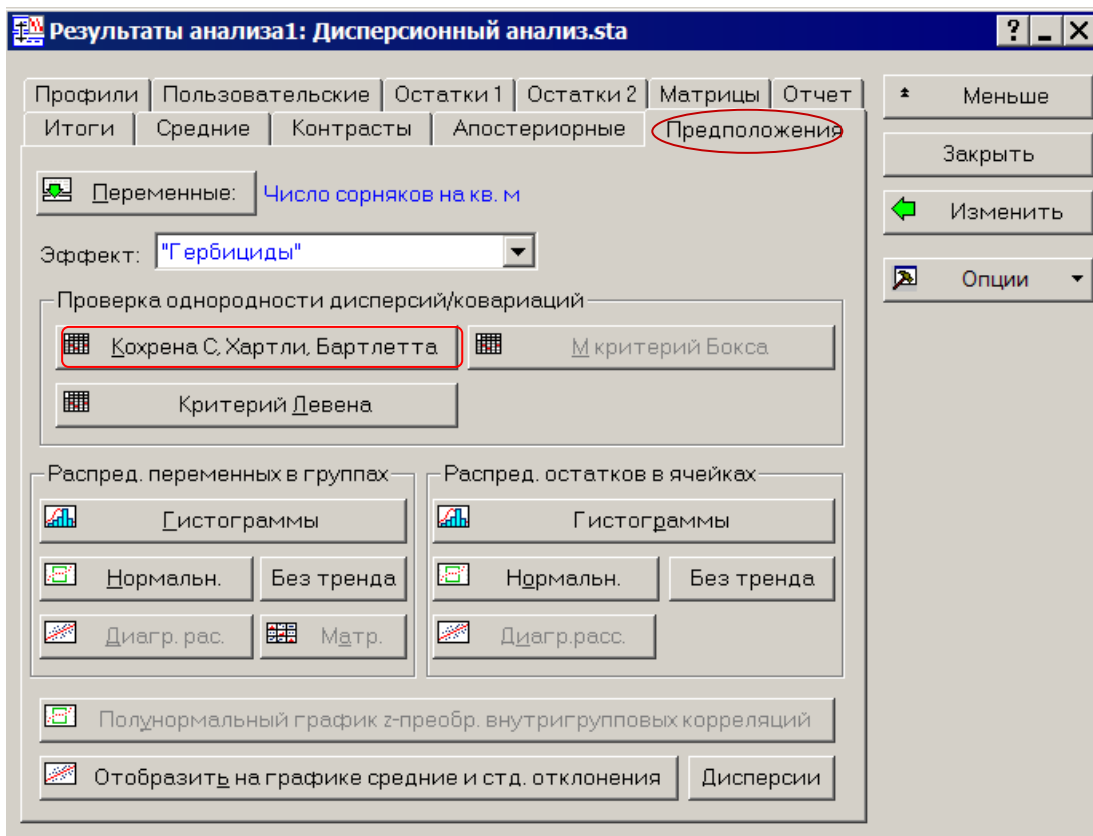 Результаты анализа1: Дисперсионный анализ.sta
Профили Пользовательские Остатки 1 Остатки 2 Матрицы Отчет
Итоги Средние Контрасты Апостериорные Предположения
Переменные: Число сорняков на кв. м
Эффект: "Гербициды"
Проверка однородности дисперсий/ковариаций
Кохрена C, Хартли, Бартлетта М критерий Бокса
Критерий Левена
Распред. переменных в группах
Гистограммы
Нормальн. Без тренда
Диагр. рас. Матр.
Распред. остатков в ячейках
Гистограммы
Нормальн. Без тренда
Диагр.расс.
Полунормальный график z-преобр. внутригрупповых корреляций
Отобразить на графике средние и стд. отклонения Дисперсии
Меньше
Закрыть
Изменить
Опции